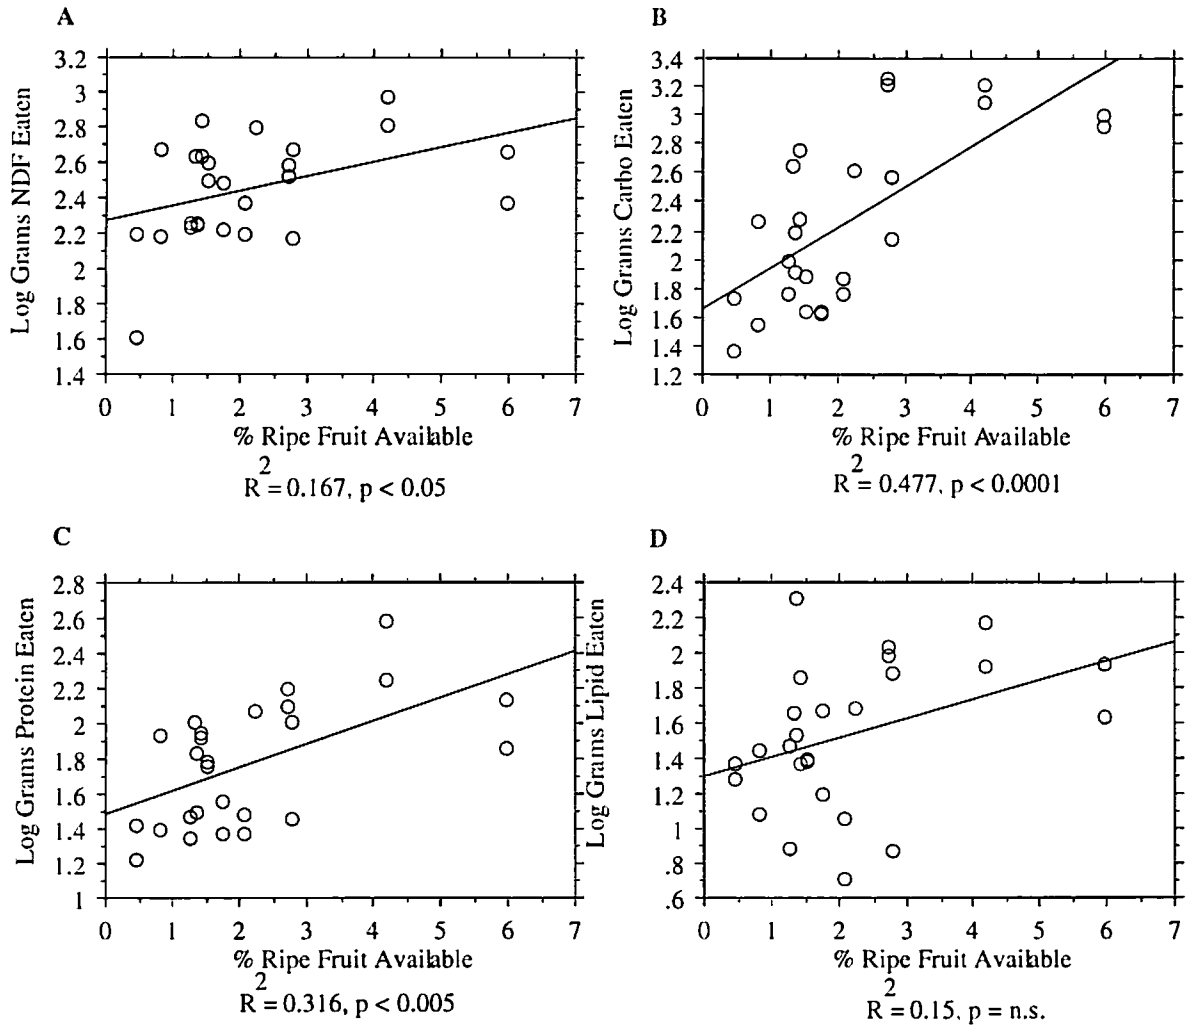 A
Log Grams NDF Eaten
3.2
3
2.8
2.6
2.4
2.2
2
1.8
1.6
1.4
0 1 2 3 4 5 6 7
% Ripe Fruit Available
R2 = 0.167, p < 0.05
B
Log Grams Carbo Eaten
3.4
3.2
3
2.8
2.6
2.4
2.2
2
1.8
1.6
1.4
1.2
0 1 2 3 4 5 6 7
% Ripe Fruit Available
R2 = 0.477, p < 0.0001
C
Log Grams Protein Eaten
2.8
2.6
2.4
2.2
2
1.8
1.6
1.4
1.2
1
0 1 2 3 4 5 6 7
% Ripe Fruit Available
R2 = 0.316, p < 0.005
D
Log Grams Lipid Eaten
2.4
2.2
2
1.8
1.6
1.4
1.2
1
.8
.6
0 1 2 3 4 5 6 7
% Ripe Fruit Available
R2 = 0.15, p = n.s.